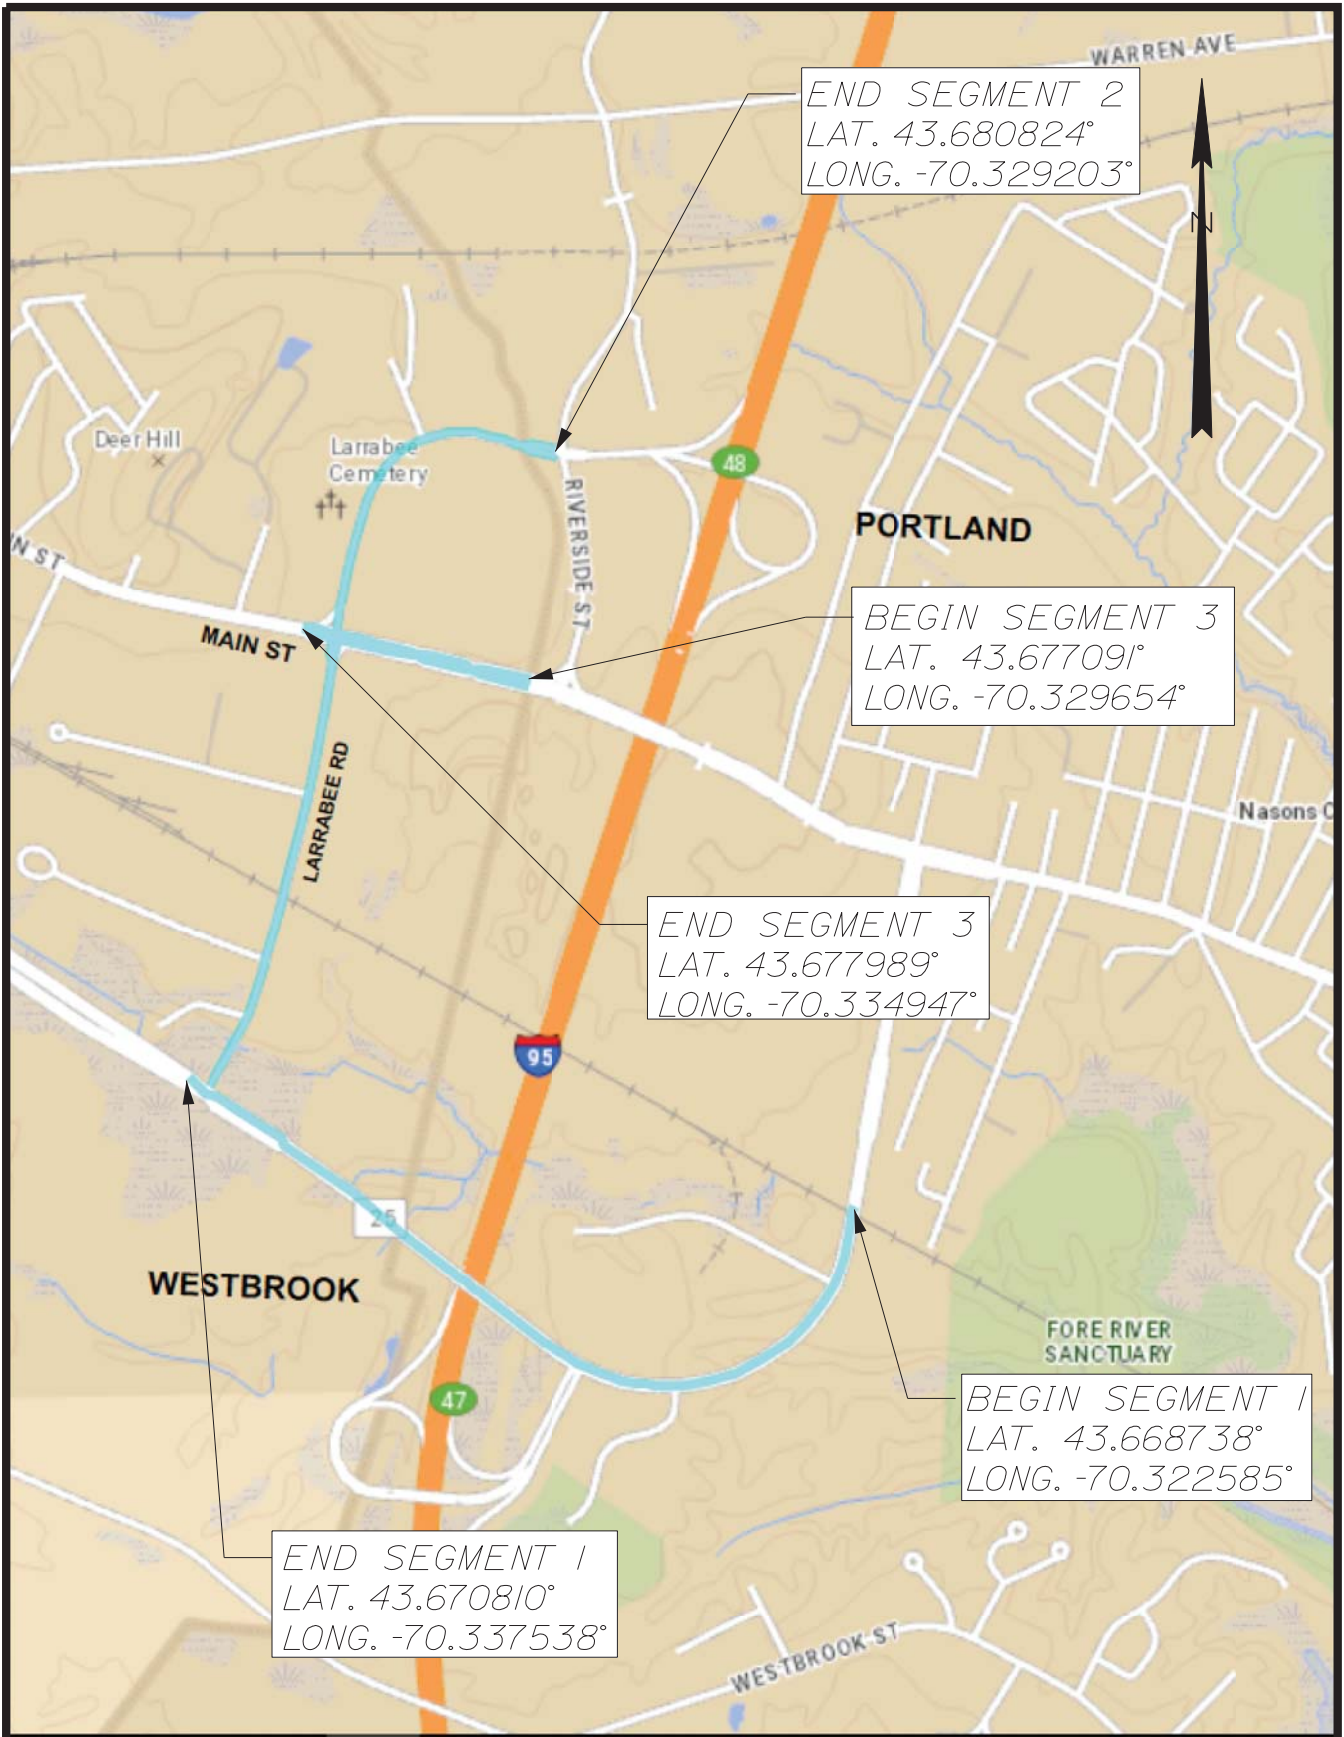 WARREN AVE
END SEGMENT 2
LAT. 43.680824°
LONG. -70.329203°
N
Deer Hill
Larrabee
Cemetery
48
RIVERSIDE ST
PORTLAND
N ST
BEGIN SEGMENT 3
LAT. 43.677091°
LONG. -70.329654°
MAIN ST
LARRABEE RD
Nasons C
END SEGMENT 3
LAT. 43.677989°
LONG. -70.334947°
95
25
WESTBROOK
FORE RIVER
SANCTUARY
47
BEGIN SEGMENT 1
LAT. 43.668738°
LONG. -70.322585°
END SEGMENT 1
LAT. 43.670810°
LONG. -70.337538°
WESTBROOK ST